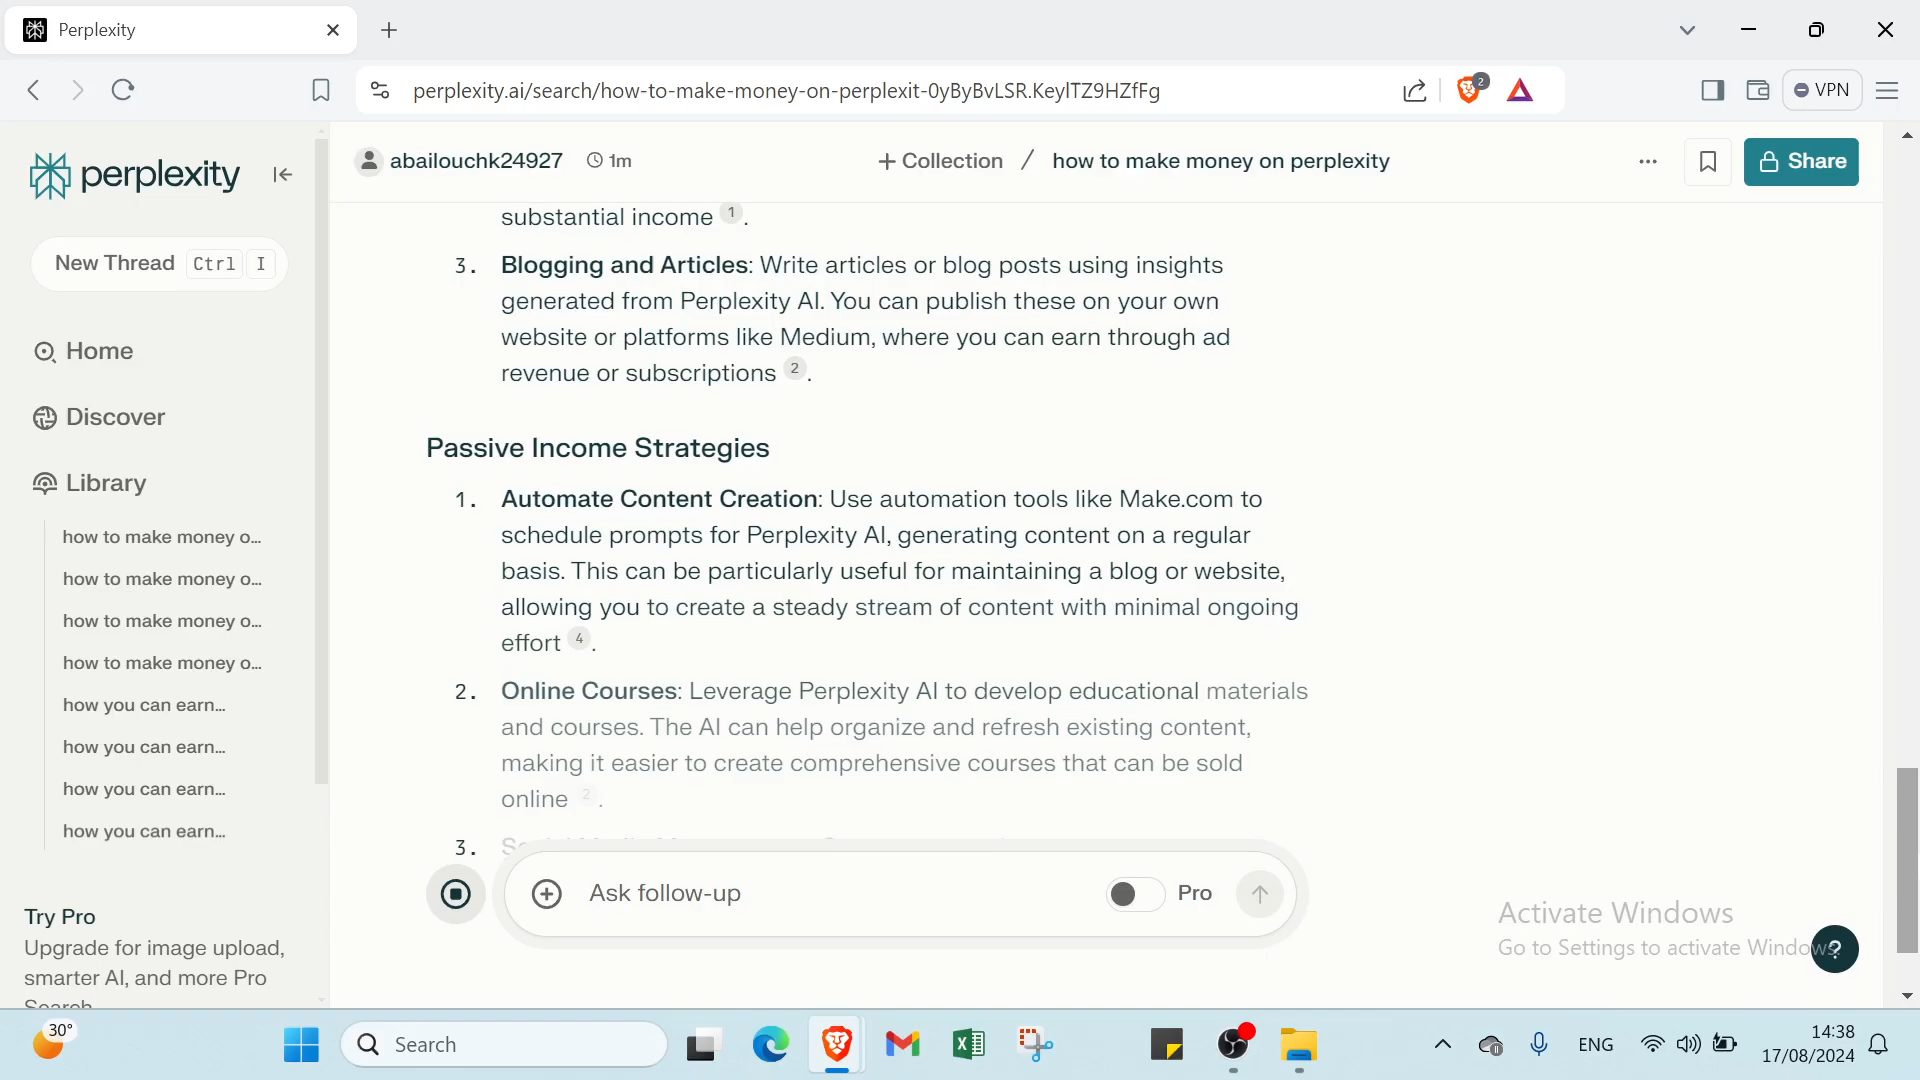 Perplexity
perplexity.ai/search/how-to-make-money-on-perplexit-0yByBvLSR.KeylTZ9HZfFg
2
VPN
perplexity
abailouchk24927
1m
Collection / how to make money on perplexity
Share
New Thread Ctrl I
Home
Discover
Library
how to make money o...
how to make money o...
how to make money o...
how to make money o...
how you can earn...
how you can earn...
how you can earn...
how you can earn...
Try Pro
Upgrade for image upload,
smarter AI, and more Pro
Search
substantial income 1 .
3. Blogging and Articles: Write articles or blog posts using insights
generated from Perplexity AI. You can publish these on your own
website or platforms like Medium, where you can earn through ad
revenue or subscriptions 2 .
Passive Income Strategies
1. Automate Content Creation: Use automation tools like Make.com to
schedule prompts for Perplexity AI, generating content on a regular
basis. This can be particularly useful for maintaining a blog or website,
allowing you to create a steady stream of content with minimal ongoing
effort 4 .
2. Online Courses: Leverage Perplexity AI to develop educational materials
and courses. The AI can help organize and refresh existing content,
making it easier to create comprehensive courses that can be sold
online 2 .
3.
Ask follow-up
Pro
Activate Windows
Go to Settings to activate Windows.
?
30°
Search
ENG
14:38
17/08/2024